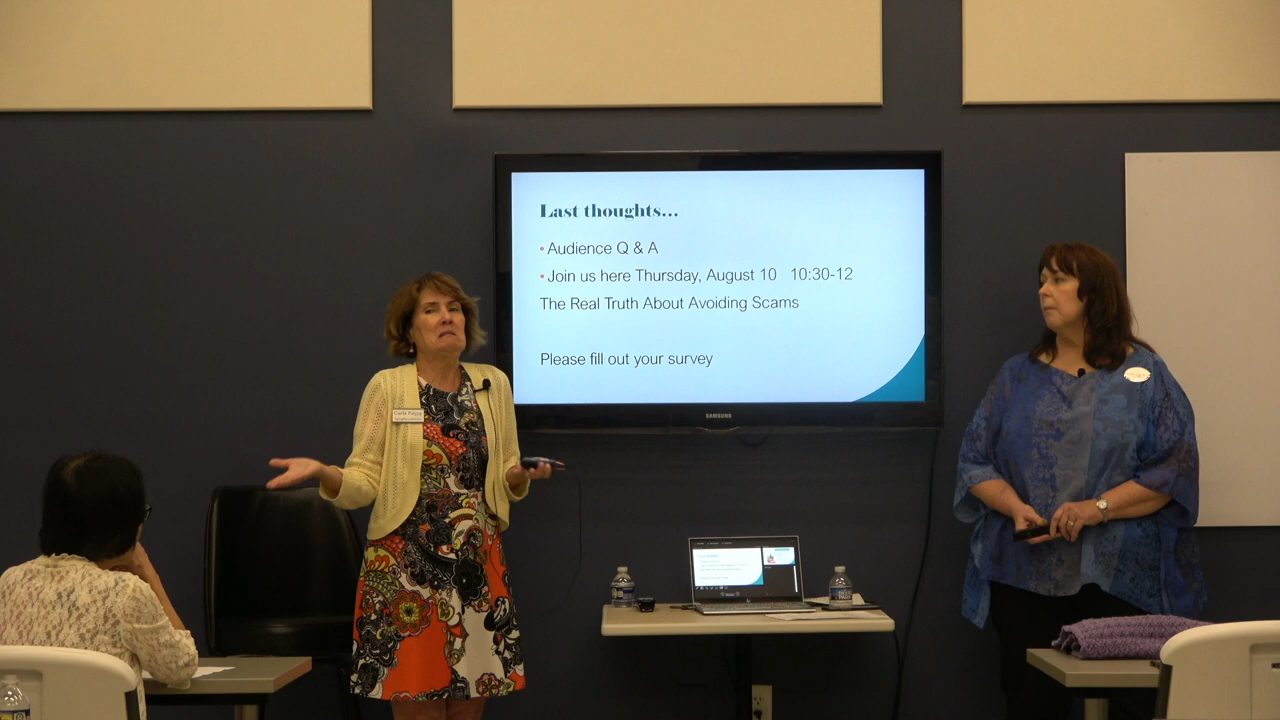 Last thoughts...
• Audience Q & A
• Join us here Thursday, August 10 10:30-12
The Real Truth About Avoiding Scams
Please fill out your survey
SAMSUNG